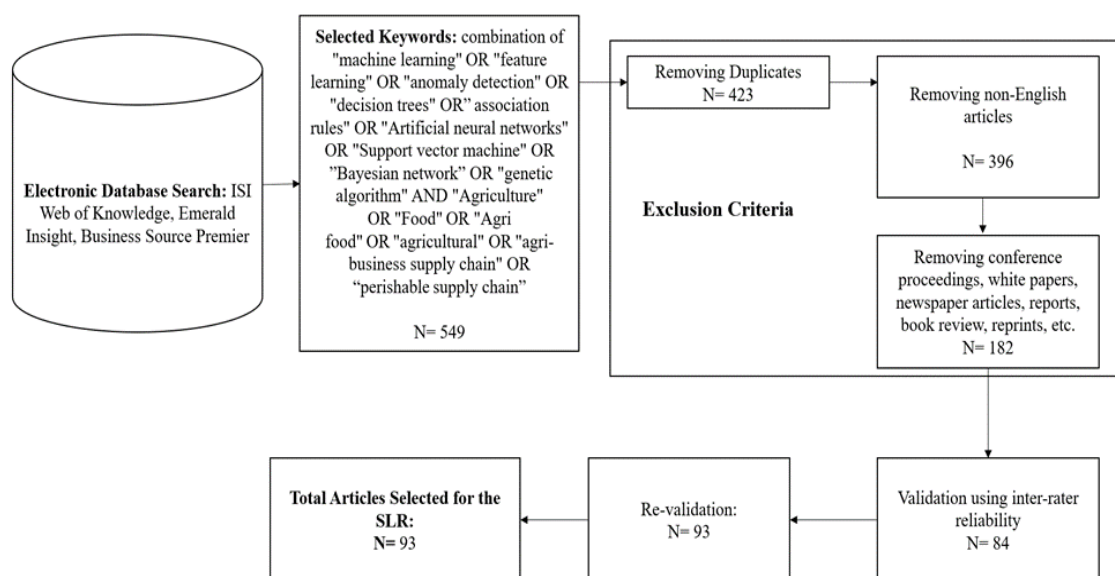 Electronic Database Search: ISI
Web of Knowledge, Emerald
Insight, Business Source Premier
Selected Keywords: combination of
"machine learning" OR "feature
learning" OR "anomaly detection" OR
"decision trees" OR” association
rules" OR "Artificial neural networks"
OR "Support vector machine" OR
”Bayesian network” OR "genetic
algorithm" AND "Agriculture"
OR "Food" OR "Agri
food" OR "agricultural" OR "agri-
business supply chain" OR
“perishable supply chain”
N= 549
Exclusion Criteria
Removing Duplicates
N= 423
Removing non-English
articles
N= 396
Removing conference
proceedings, white papers,
newspaper articles, reports,
book review, reprints, etc.
N= 182
Validation using inter-rater
reliability
N= 84
Re-validation:
N= 93
Total Articles Selected for the
SLR:
N= 93